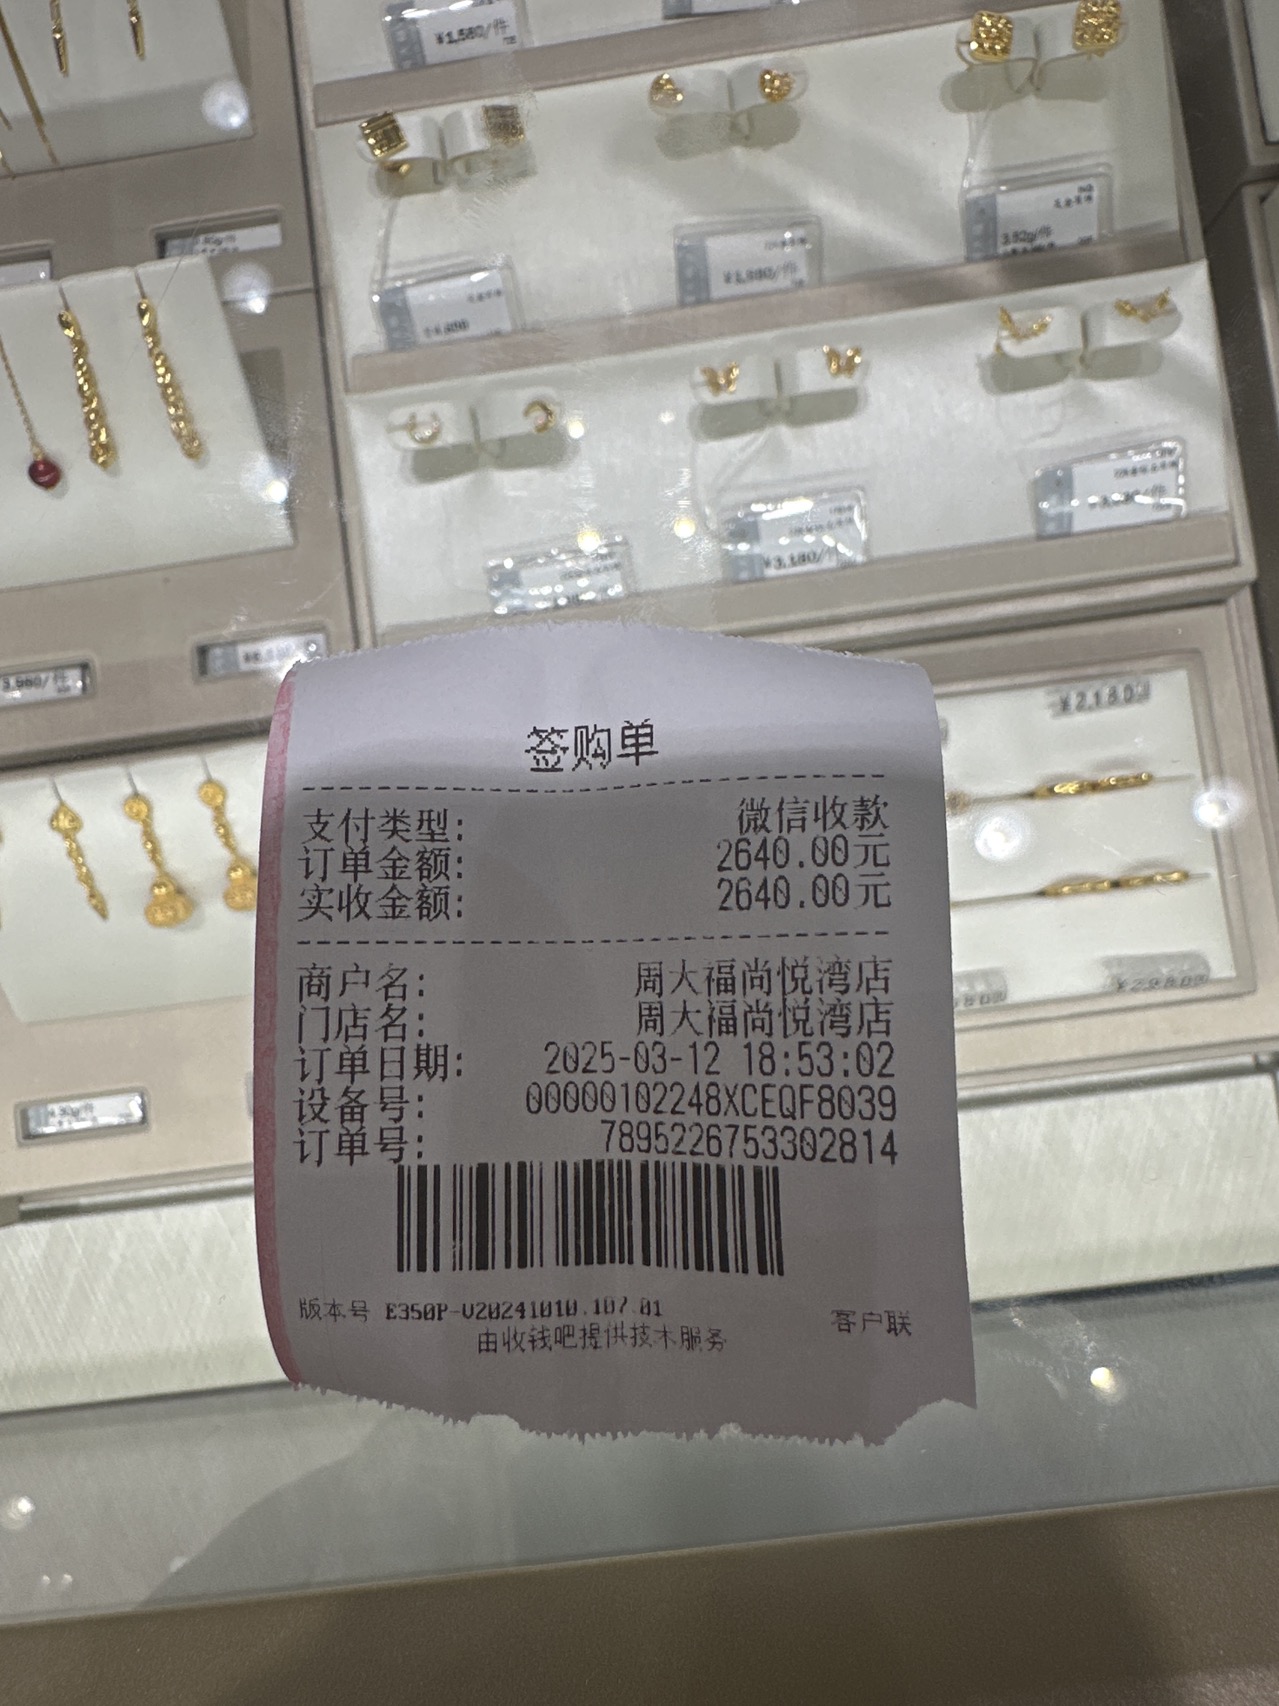 ¥1,580/件
¥3,180/件
¥2,180
签购单
支付类型: 微信收款
订单金额: 2640.00元
实收金额: 2640.00元
商户名: 周大福尚悦湾店
门店名: 周大福尚悦湾店
订单日期: 2025-03-12 18:53:02
设备号: 00000102248XCEQF8039
订单号: 7895226753302814
版本号 E350P-V20241010.107.01
由收钱吧提供技术服务
客户联